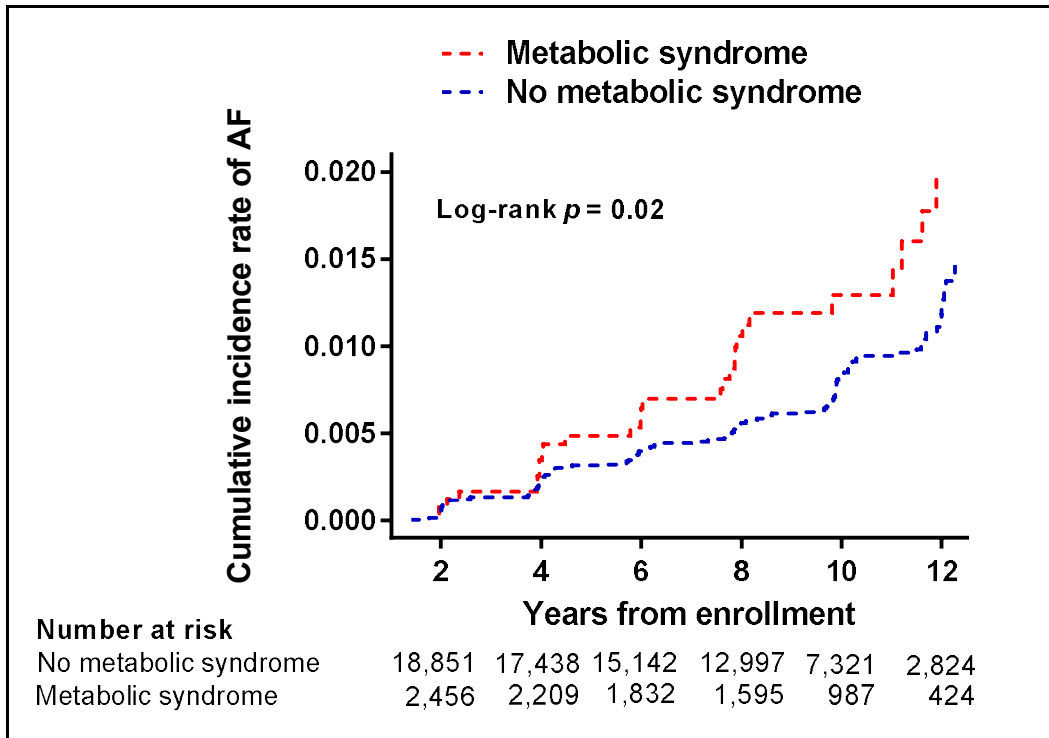 Metabolic syndrome
No metabolic syndrome
Cumulative incidence rate of AF
0.020
0.015
0.010
0.005
0.000
Log-rank p = 0.02
2 4 6 8 10 12
Years from enrollment
Number at risk
No metabolic syndrome 18,851 17,438 15,142 12,997 7,321 2,824
Metabolic syndrome 2,456 2,209 1,832 1,595 987 424